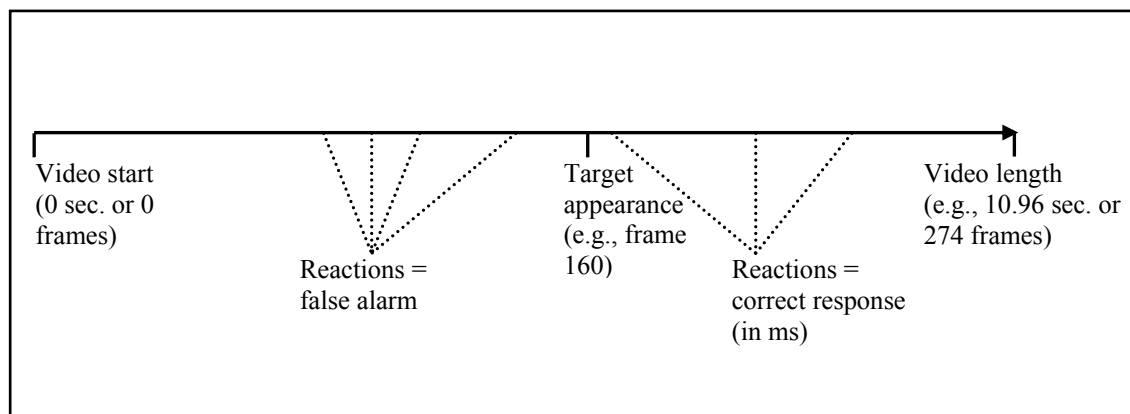 Video start
(0 sec. or 0
frames)
Target
appearance
(e.g., frame
160)
Video length
(e.g., 10.96 sec. or
274 frames)
Reactions =
false alarm
Reactions =
correct response
(in ms)